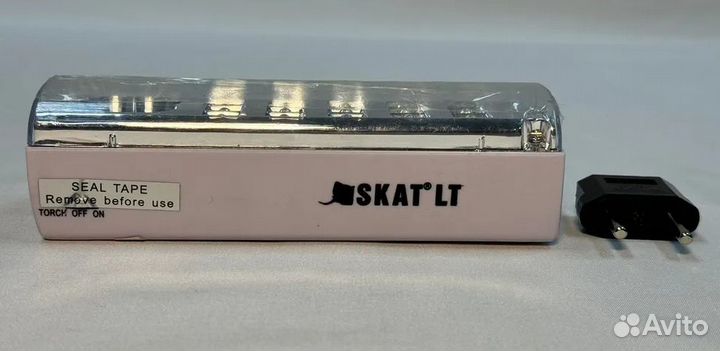 SEAL TAPE
Remove before use
TORCH OFF ON
SKAT® LT
Avito